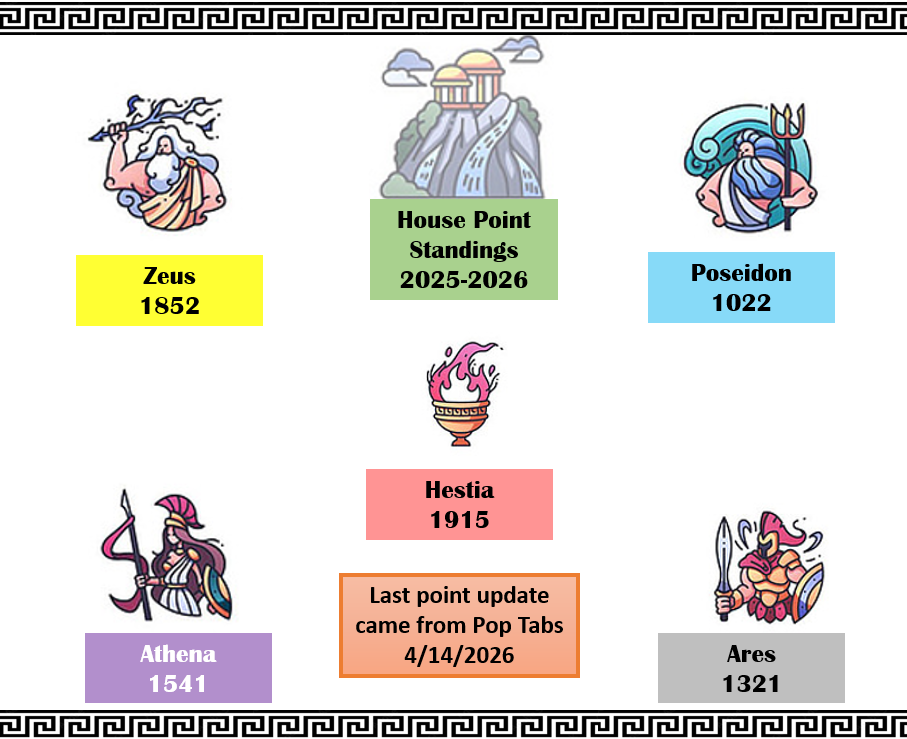 House Point
Standings
2025-2026
Zeus
1852
Poseidon
1022
Hestia
1915
Athena
1541
Last point update
came from Pop Tabs
4/14/2026
Ares
1321